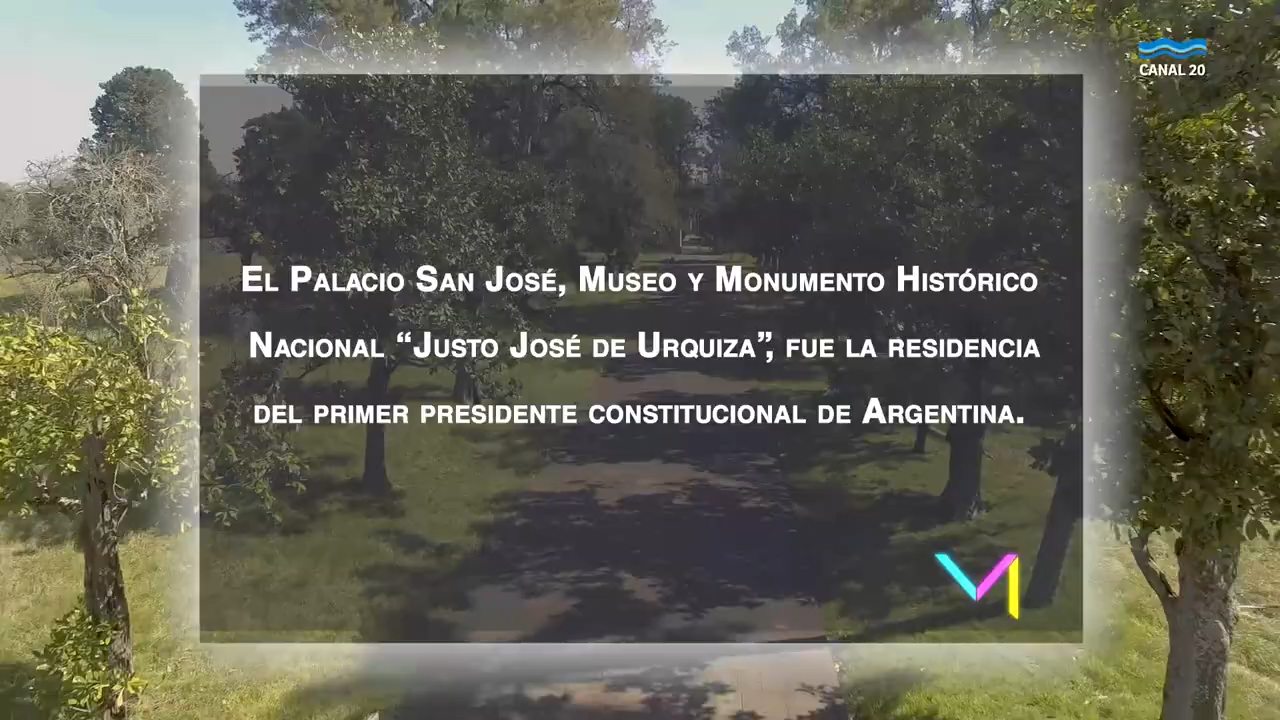 CANAL 20
El Palacio San José, Museo y Monumento Histórico
Nacional “Justo José de Urquiza”, fue la residencia
del primer presidente constitucional de Argentina.